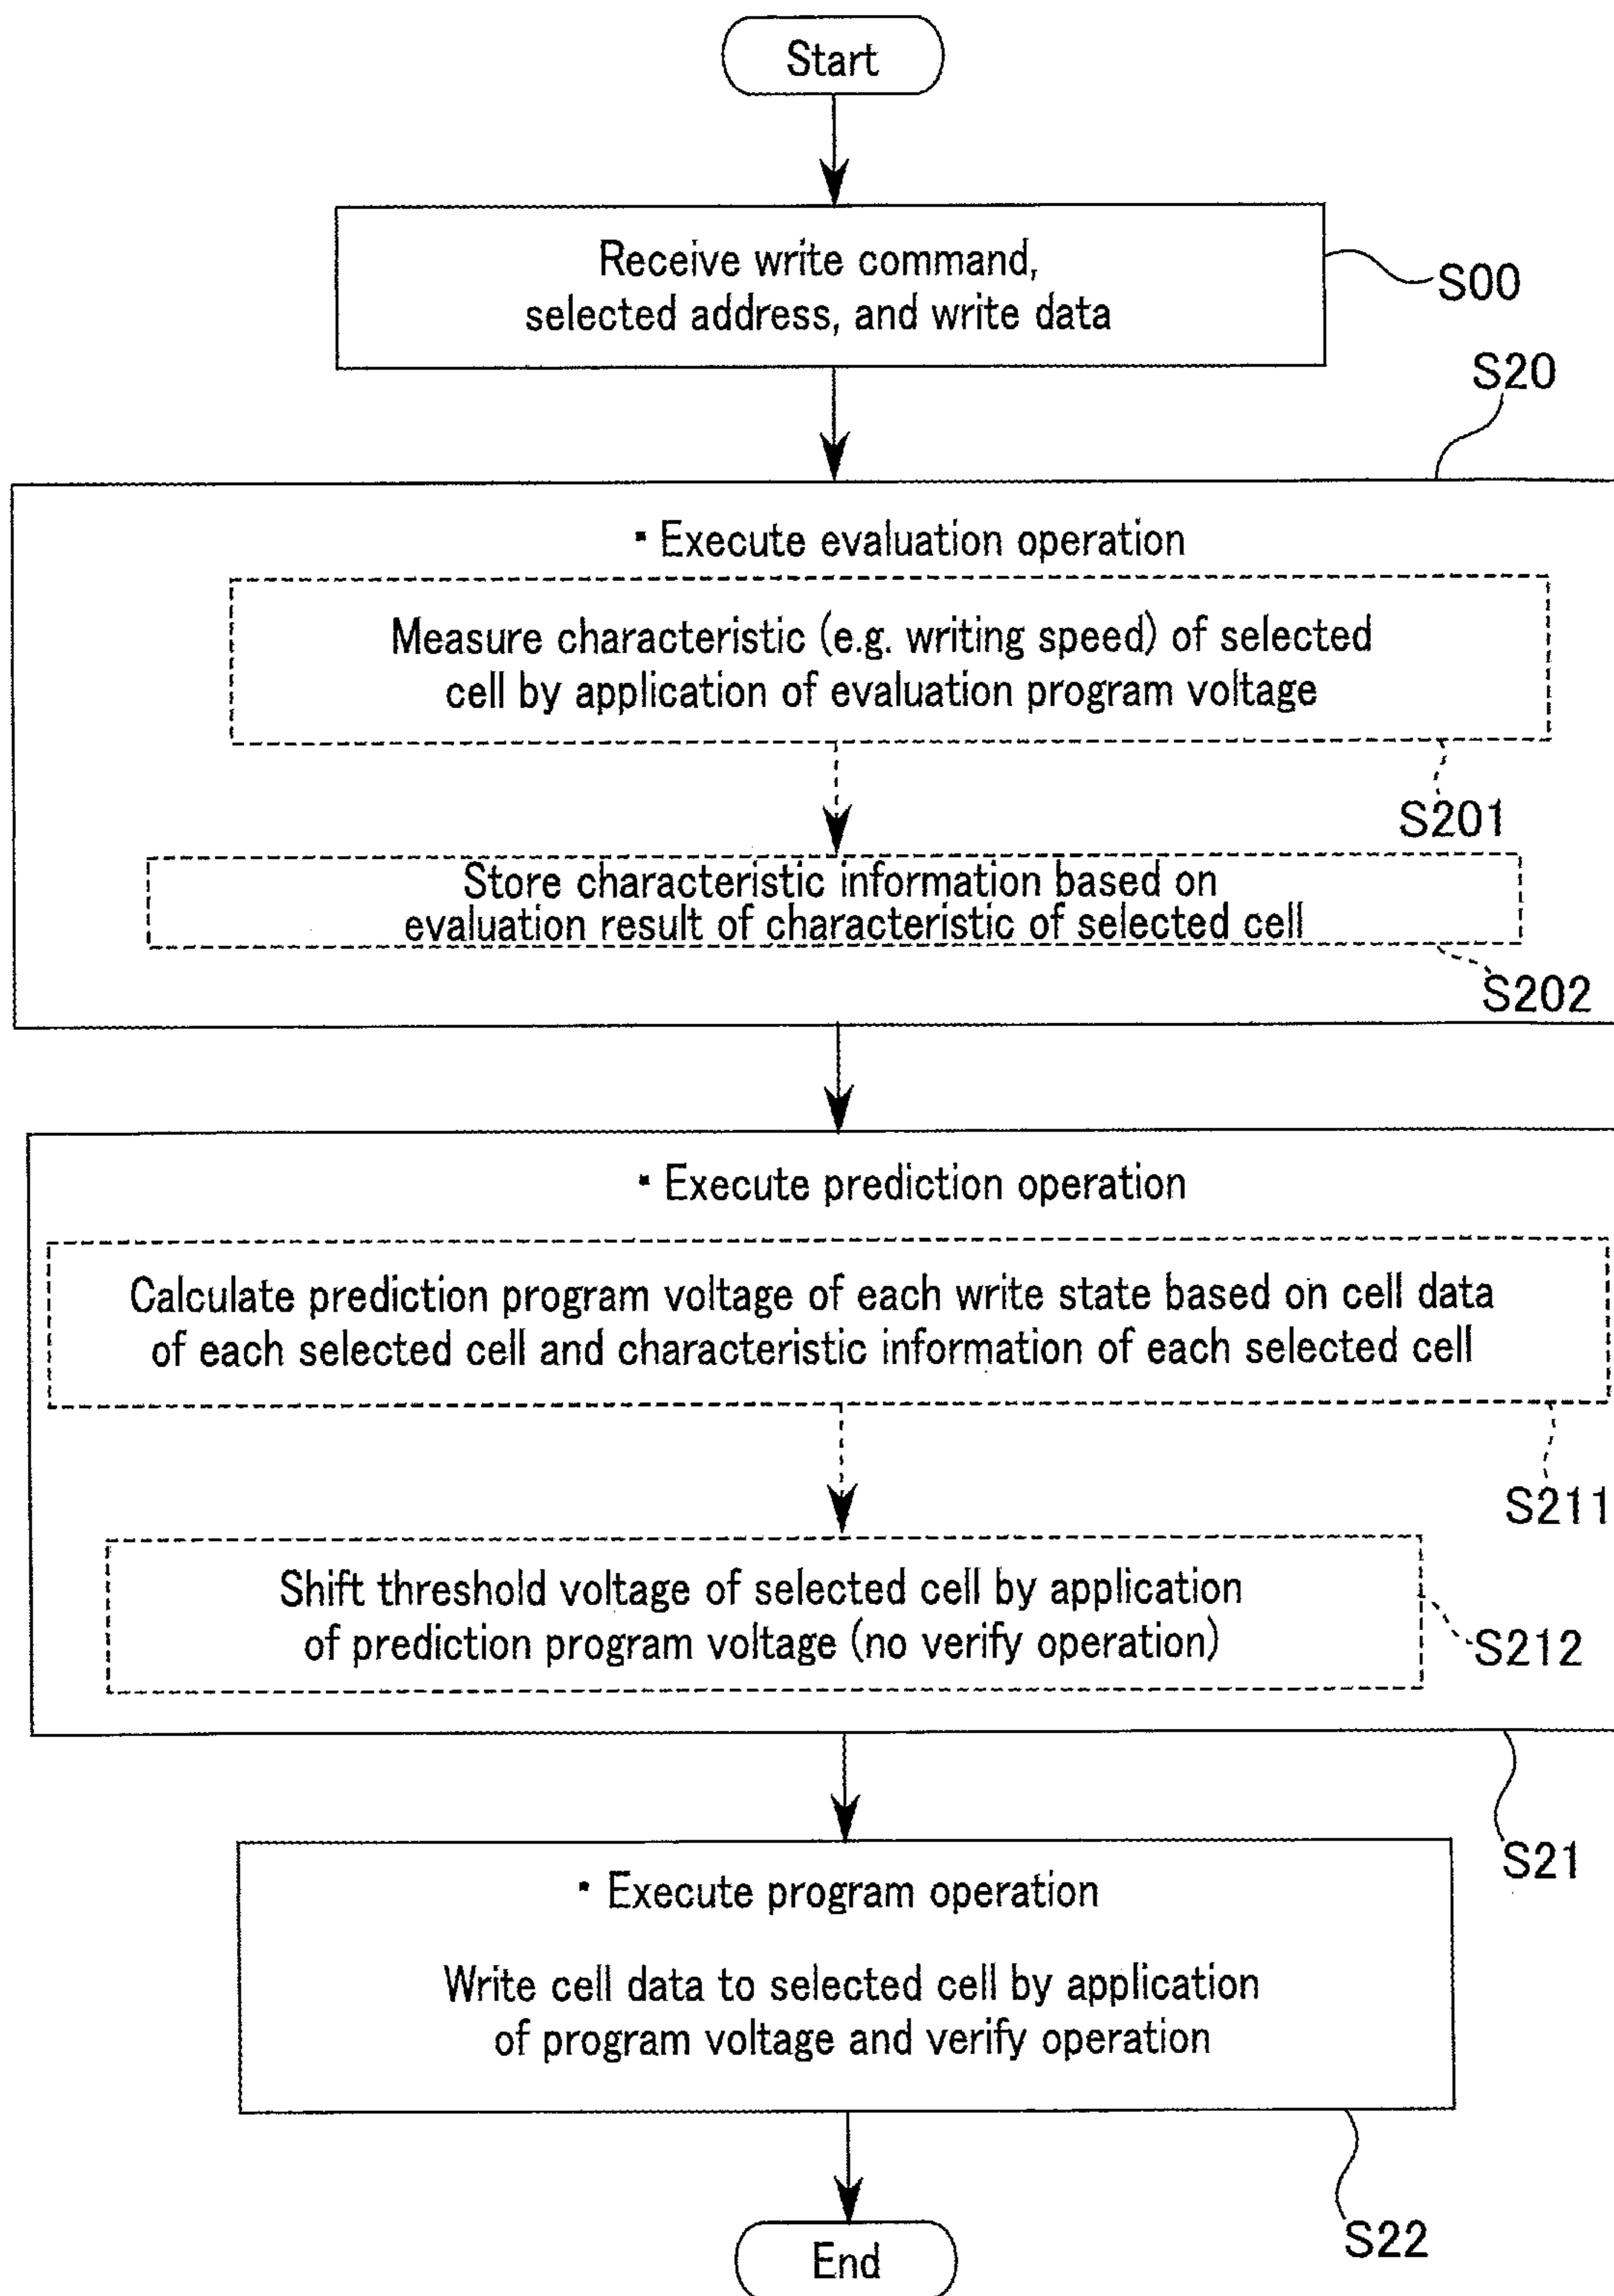 Start
Receive write command,
selected address, and write data
S00
S20
▪ Execute evaluation operation
Measure characteristic (e.g. writing speed) of selected
cell by application of evaluation program voltage
S201
Store characteristic information based on
evaluation result of characteristic of selected cell
S202
▪ Execute prediction operation
Calculate prediction program voltage of each write state based on cell data
of each selected cell and characteristic information of each selected cell
S211
Shift threshold voltage of selected cell by application
of prediction program voltage (no verify operation)
S212
S21
▪ Execute program operation
Write cell data to selected cell by application
of program voltage and verify operation
S22
End